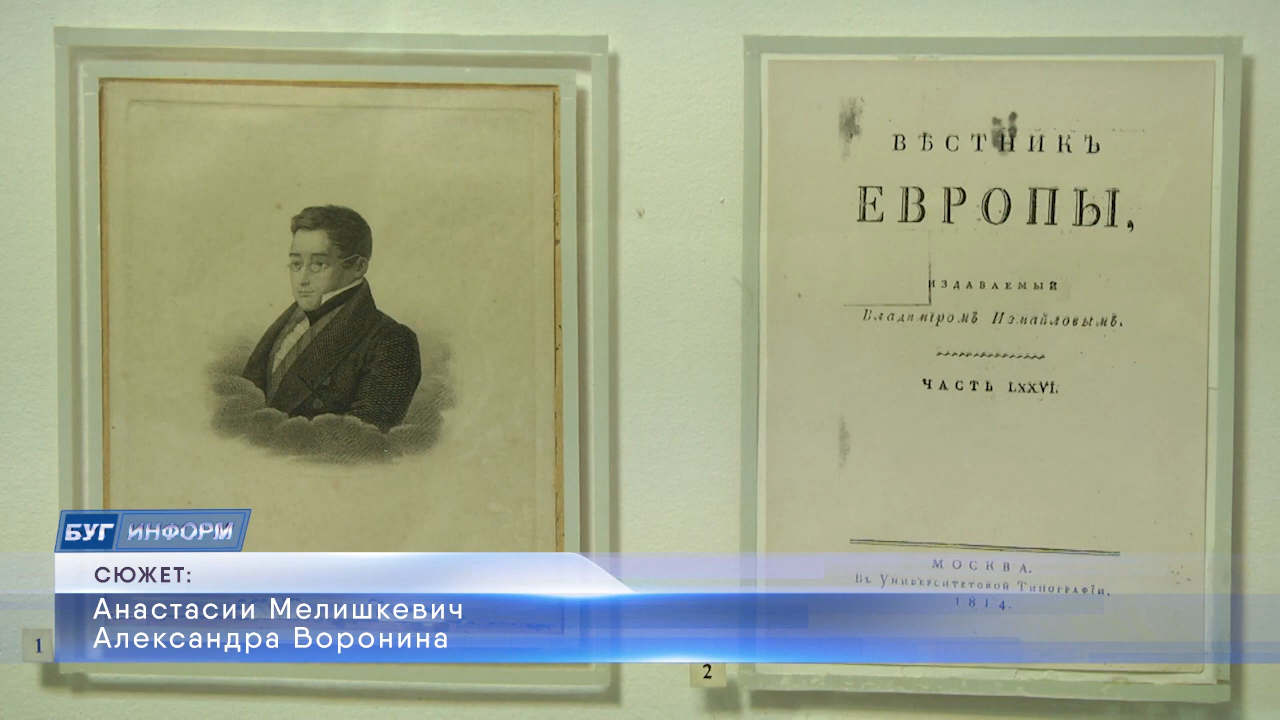 ВѢСТНИКЪ
ЕВРОПЫ,
ИЗДАВАЕМЫЙ
Владиміромъ Измайловымъ.
ЧАСТЬ LXXVI.
МОСКВА.
Въ Университетской Типографіи,
1814.
БУГ ИНФОРМ
СЮЖЕТ:
Анастасии Мелишкевич
Александра Воронина
1
2